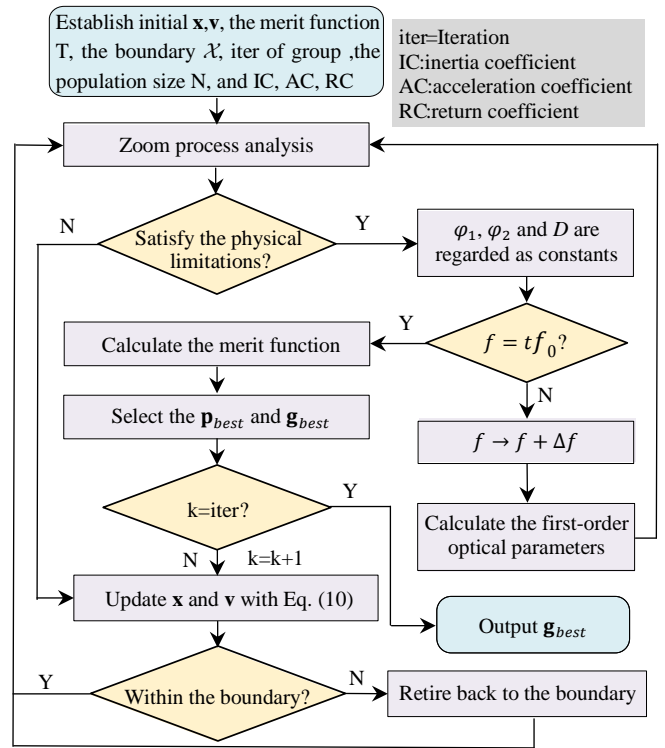 Establish initial x,v, the merit function
T, the boundary 𝒳, iter of group ,the
population size N, and IC, AC, RC
iter=Iteration
IC:inertia coefficient
AC:acceleration coefficient
RC:return coefficient
Zoom process analysis
N
Satisfy the physical
limitations?
Y
φ₁, φ₂ and D are
regarded as constants
Calculate the merit function
Y
f = tf₀?
N
Select the p_best and g_best
f → f + Δf
k=iter?
Y
Calculate the first-order
optical parameters
N
k=k+1
Update x and v with Eq. (10)
Output g_best
Y
Within the boundary?
N
Retire back to the boundary